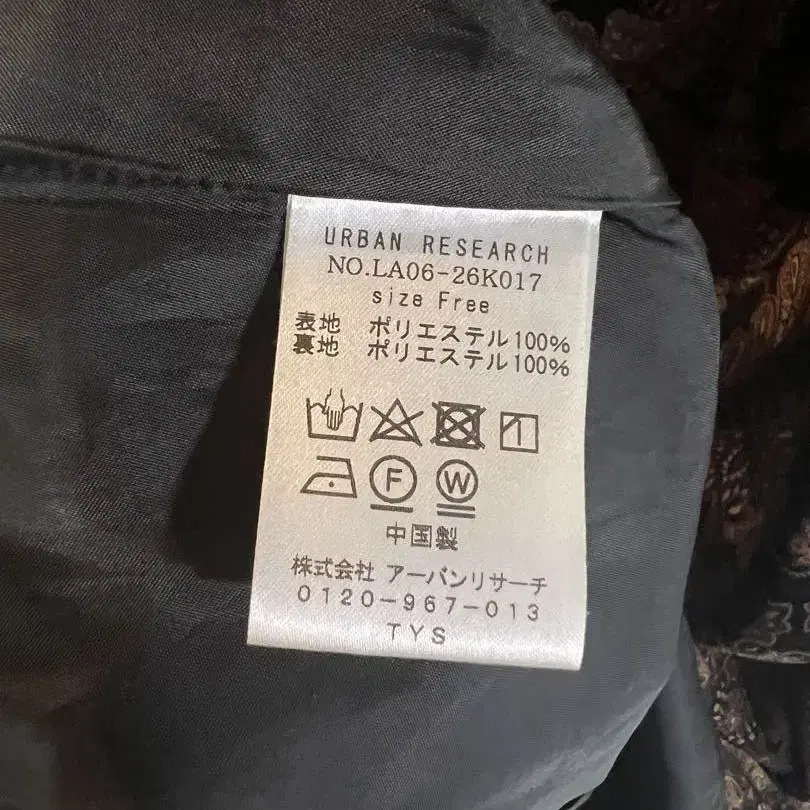 URBAN RESEARCH
NO.LA06-26K017
size Free
表地 ポリエステル100%
裏地 ポリエステル100%
F W
中国製
株式会社 アーバンリサーチ
0120-967-013
TYS